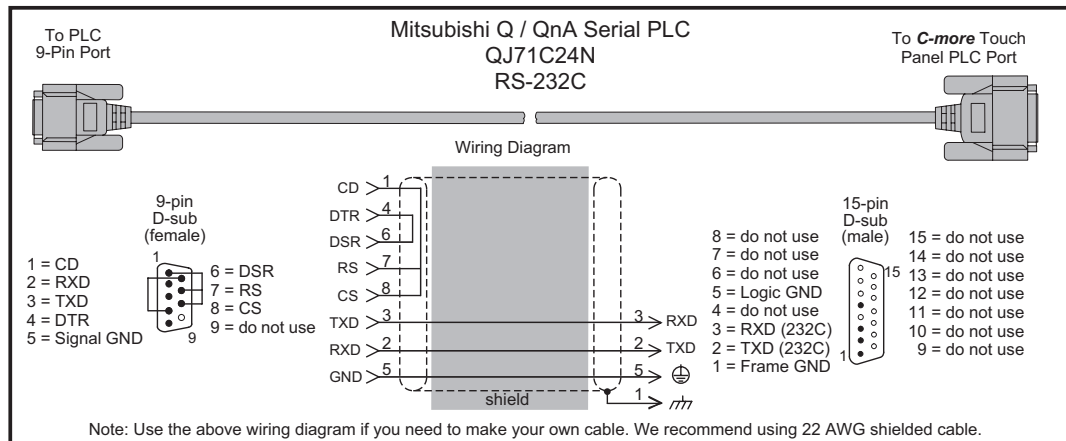 To PLC
9-Pin Port
Mitsubishi Q / QnA Serial PLC
QJ71C24N
RS-232C
To C-more Touch
Panel PLC Port
Wiring Diagram
9-pin
D-sub
(female)
1
9
1 = CD
2 = RXD
3 = TXD
4 = DTR
5 = Signal GND
6 = DSR
7 = RS
8 = CS
9 = do not use
CD 1
DTR 4
DSR 6
RS 7
CS 8
TXD 3
RXD 2
GND 5
shield
3 RXD
2 TXD
5
1
8 = do not use
7 = do not use
6 = do not use
5 = Logic GND
4 = do not use
3 = RXD (232C)
2 = TXD (232C)
1 = Frame GND
15-pin
D-sub
(male)
15
1
15 = do not use
14 = do not use
13 = do not use
12 = do not use
11 = do not use
10 = do not use
9 = do not use
Note: Use the above wiring diagram if you need to make your own cable. We recommend using 22 AWG shielded cable.